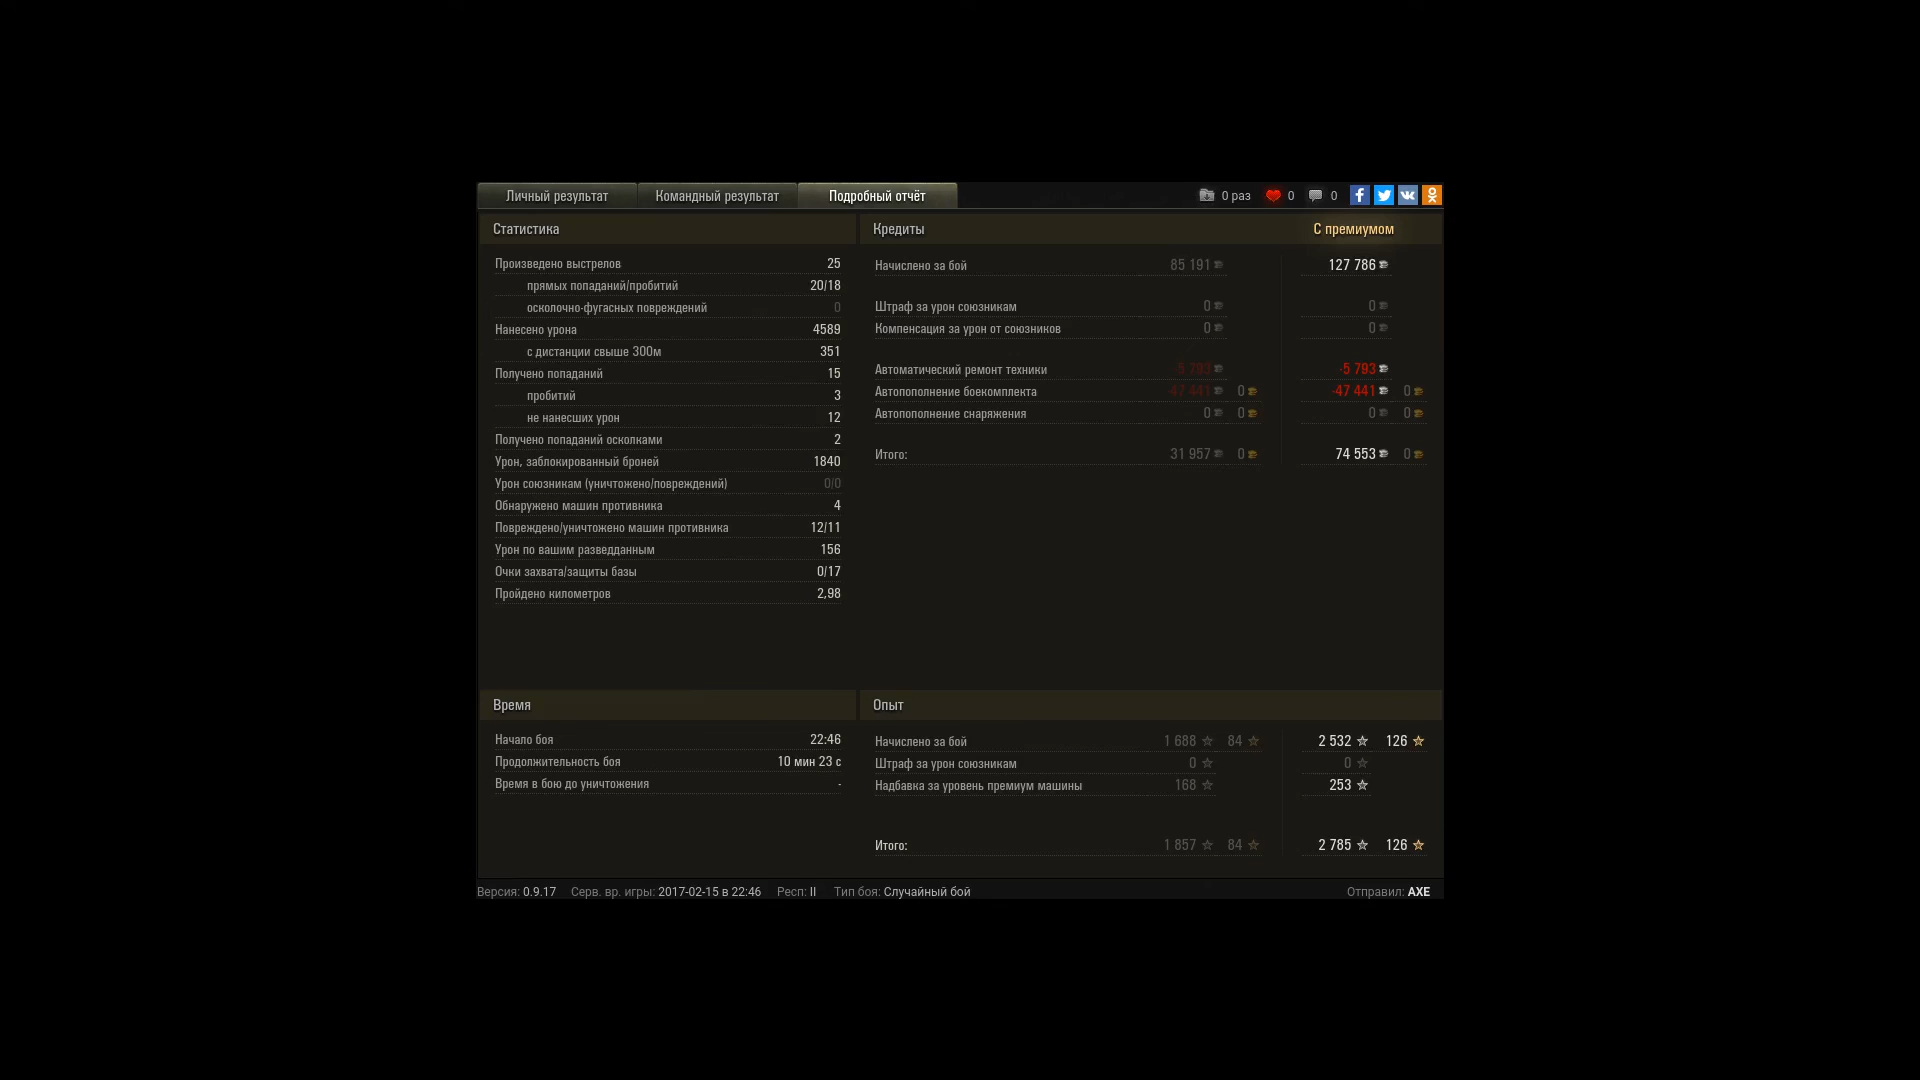 Личный результат Командный результат Подробный отчёт 0 раз 0 0
Статистика
Произведено выстрелов 25
прямых попаданий/пробитий 20/18
осколочно-фугасных повреждений 0
Нанесено урона 4589
с дистанции свыше 300м 351
Получено попаданий 15
пробитий 3
не нанесших урон 12
Получено попаданий осколками 2
Урон, заблокированный броней 1840
Урон союзникам (уничтожено/повреждений) 0/0
Обнаружено машин противника 4
Повреждено/уничтожено машин противника 12/11
Урон по вашим разведданным 156
Очки захвата/защиты базы 0/17
Пройдено километров 2,98
Кредиты С премиумом
Начислено за бой 85 191 127 786
Штраф за урон союзникам 0 0
Компенсация за урон от союзников 0 0
Автоматический ремонт техники -5 793 -5 793
Автопополнение боекомплекта -47 441 0 -47 441 0
Автопополнение снаряжения 0 0 0 0
Итого: 31 957 0 74 553 0
Время
Начало боя 22:46
Продолжительность боя 10 мин 23 с
Время в бою до уничтожения -
Опыт
Начислено за бой 1 688 84 2 532 126
Штраф за урон союзникам 0 0
Надбавка за уровень премиум машины 168 253
Итого: 1 857 84 2 785 126
Версия: 0.9.17 Серв. вр. игры: 2017-02-15 в 22:46 Респ: II Тип боя: Случайный бой Отправил: AXE